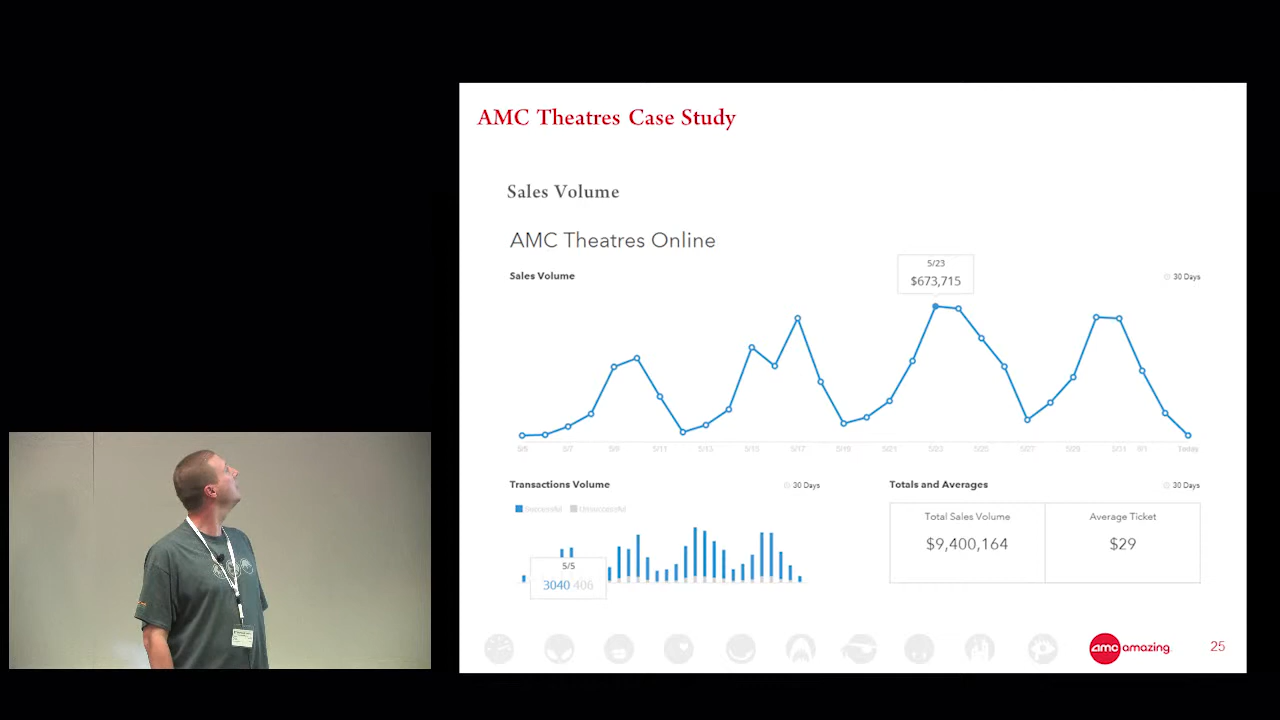 AMC Theatres Case Study
Sales Volume
AMC Theatres Online
Sales Volume
30 Days
5/23
$673,715
5/5 5/7 5/9 5/11 5/13 5/15 5/17 5/19 5/21 5/23 5/25 5/27 5/29 5/31 6/1 Today
Transactions Volume
30 Days
Successful Unsuccessful
5/5
3040 406
Totals and Averages
30 Days
Total Sales Volume
$9,400,164
Average Ticket
$29
amc amazing
25